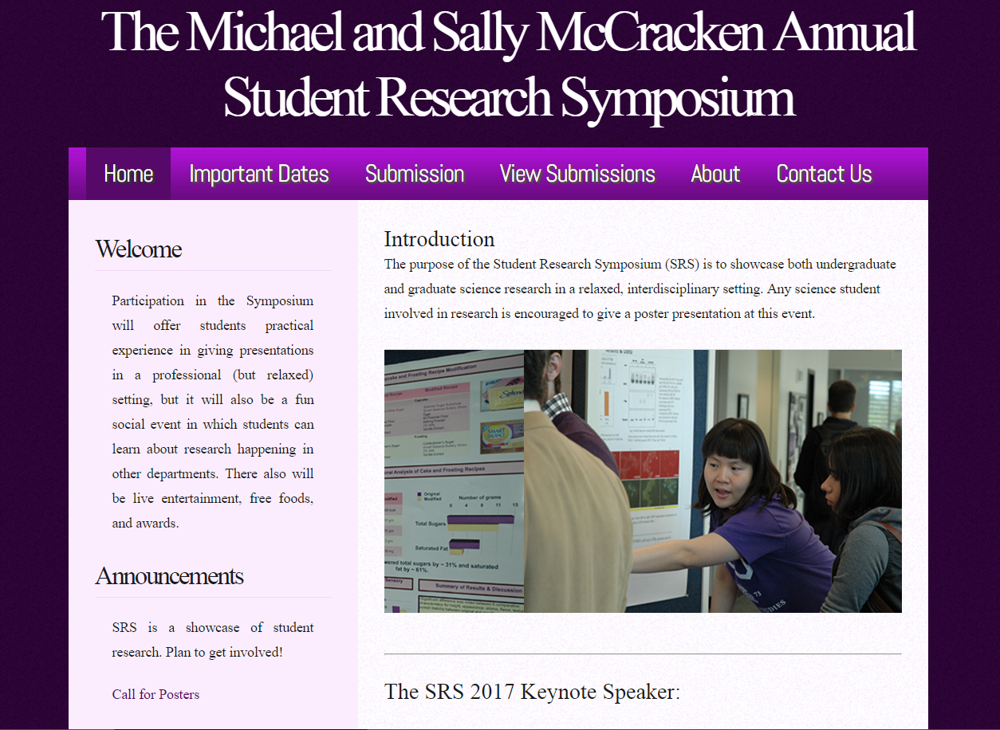 The Michael and Sally McCracken Annual
Student Research Symposium
Home Important Dates Submission View Submissions About Contact Us
Welcome
Participation in the Symposium
will offer students practical
experience in giving presentations
in a professional (but relaxed)
setting, but it will also be a fun
social event in which students can
learn about research happening in
other departments. There also will
be live entertainment, free foods,
and awards.
Announcements
SRS is a showcase of student
research. Plan to get involved!
Call for Posters
Introduction
The purpose of the Student Research Symposium (SRS) is to showcase both undergraduate
and graduate science research in a relaxed, interdisciplinary setting. Any science student
involved in research is encouraged to give a poster presentation at this event.
cake and Frosting Recipe Modification
Modified Recipe
Frosting
Analysis of Cake and Frosting Recipes
Original
Modified
Number of grams
0 4 8 11 15
Total Sugars
Saturated Fat
total sugars by ~ 31% and saturated
fat by ~ 61%.
Summary of Results & Discussion
SMART
BALANCE
The SRS 2017 Keynote Speaker: